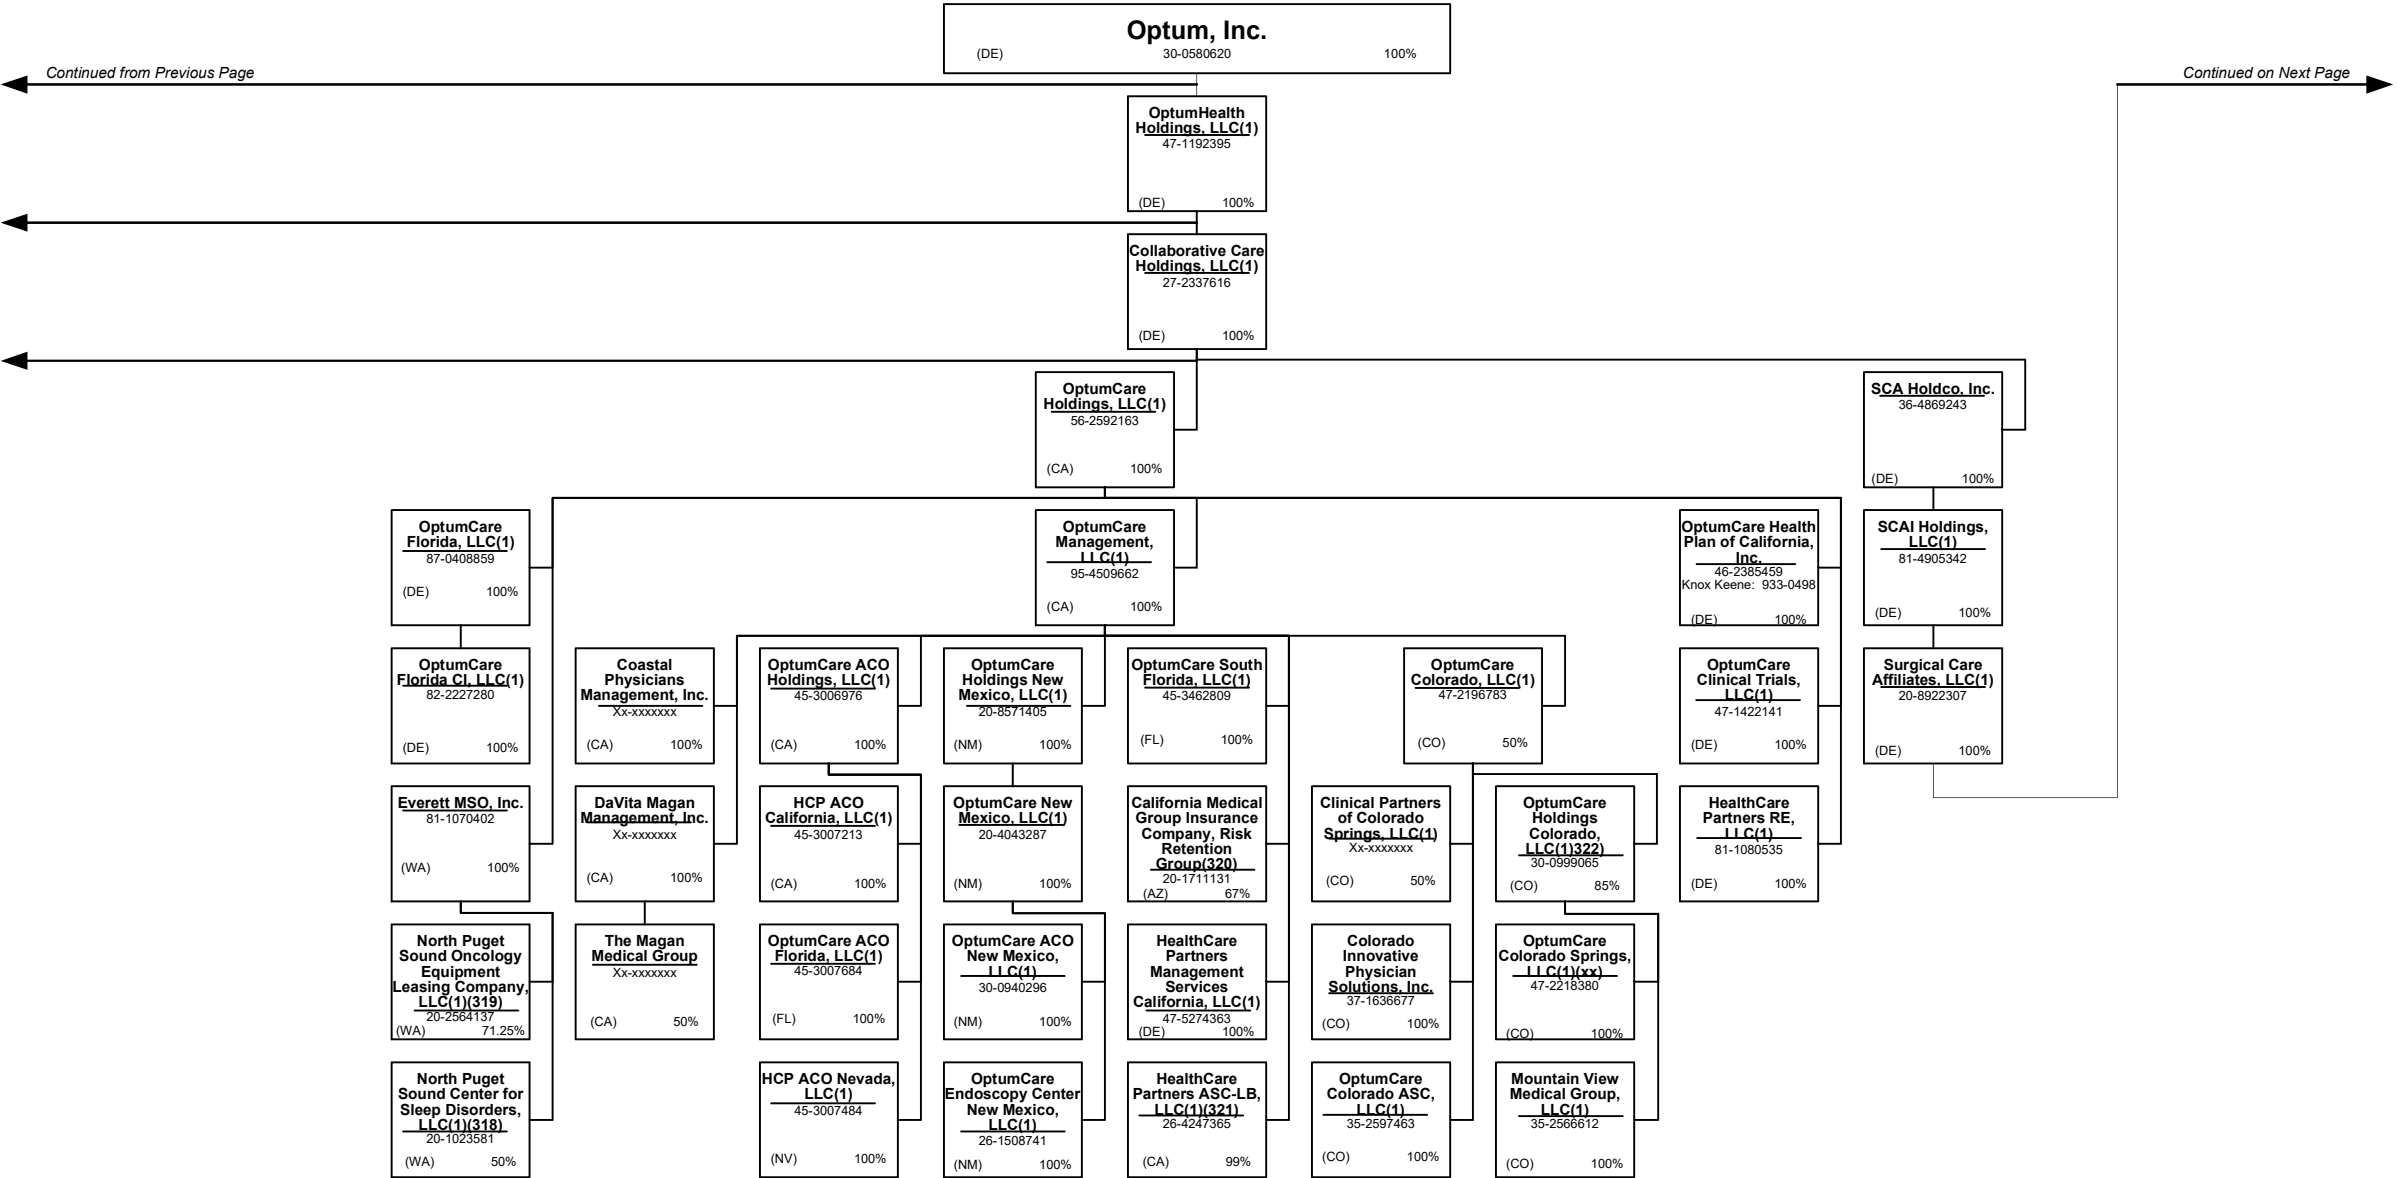 Optum, Inc.
(DE) 30-0580620 100%
Continued from Previous Page
Continued on Next Page
OptumHealth
Holdings, LLC(1)
47-1192395
(DE) 100%
Collaborative Care
Holdings, LLC(1)
27-2337616
(DE) 100%
OptumCare
Holdings, LLC(1)
56-2592163
(CA) 100%
SCA Holdco, Inc.
36-4869243
(DE) 100%
OptumCare
Florida, LLC(1)
87-0408859
(DE) 100%
OptumCare
Management,
LLC(1)
95-4509662
(CA) 100%
OptumCare Health
Plan of California,
Inc.
46-2385459
Knox Keene: 933-0498
(DE) 100%
SCAI Holdings,
LLC(1)
81-4905342
(DE) 100%
OptumCare
Florida CI, LLC(1)
82-2227280
(DE) 100%
Coastal
Physicians
Management, Inc.
Xx-xxxxxxx
(CA) 100%
OptumCare ACO
Holdings, LLC(1)
45-3006976
(CA) 100%
OptumCare
Holdings New
Mexico, LLC(1)
20-8571405
(NM) 100%
OptumCare South
Florida, LLC(1)
45-3462809
(FL) 100%
OptumCare
Colorado, LLC(1)
47-2196783
(CO) 50%
OptumCare
Clinical Trials,
LLC(1)
47-1422141
(DE) 100%
Surgical Care
Affiliates, LLC(1)
20-8922307
(DE) 100%
Everett MSO, Inc.
81-1070402
(WA) 100%
DaVita Magan
Management, Inc.
Xx-xxxxxxx
(CA) 100%
HCP ACO
California, LLC(1)
45-3007213
(CA) 100%
OptumCare New
Mexico, LLC(1)
20-4043287
(NM) 100%
California Medical
Group Insurance
Company, Risk
Retention
Group(320)
20-1711131
(AZ) 67%
Clinical Partners
of Colorado
Springs, LLC(1)
Xx-xxxxxxx
(CO) 50%
OptumCare
Holdings
Colorado,
LLC(1)322)
30-0999065
(CO) 85%
HealthCare
Partners RE,
LLC(1)
81-1080535
(DE) 100%
North Puget
Sound Oncology
Equipment
Leasing Company,
LLC(1)(319)
20-2564137
(WA) 71.25%
The Magan
Medical Group
Xx-xxxxxxx
(CA) 50%
OptumCare ACO
Florida, LLC(1)
45-3007684
(FL) 100%
OptumCare ACO
New Mexico,
LLC(1)
30-0940296
(NM) 100%
HealthCare
Partners
Management
Services
California, LLC(1)
47-5274363
(DE) 100%
Colorado
Innovative
Physician
Solutions, Inc.
37-1636677
(CO) 100%
OptumCare
Colorado Springs,
LLC(1)(xx)
47-2218380
(CO) 100%
North Puget
Sound Center for
Sleep Disorders,
LLC(1)(318)
20-1023581
(WA) 50%
HCP ACO Nevada,
LLC(1)
45-3007484
(NV) 100%
OptumCare
Endoscopy Center
New Mexico,
LLC(1)
26-1508741
(NM) 100%
HealthCare
Partners ASC-LB,
LLC(1)(321)
26-4247365
(CA) 99%
OptumCare
Colorado ASC,
LLC(1)
35-2597463
(CO) 100%
Mountain View
Medical Group,
LLC(1)
35-2566612
(CO) 100%